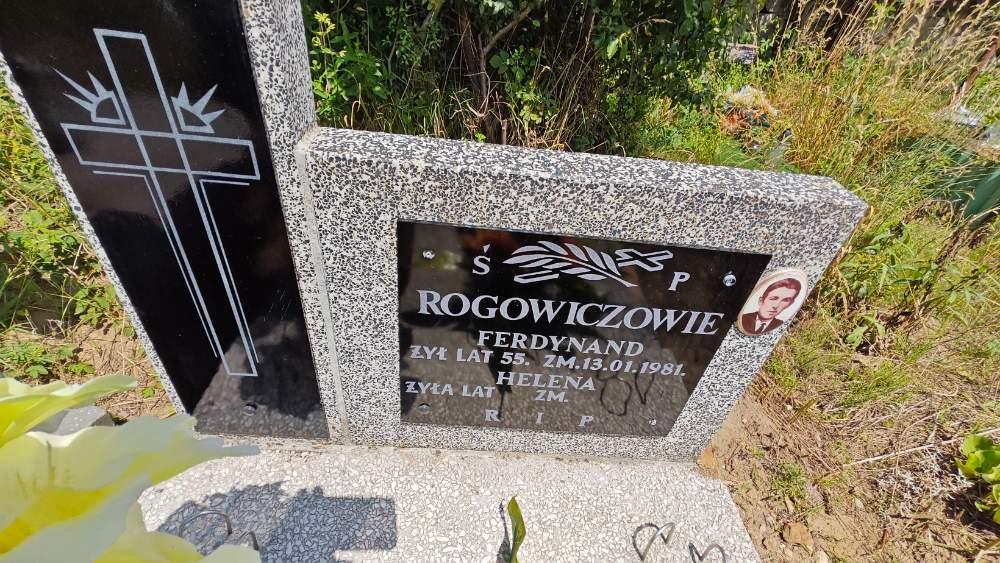 Ś P
ROGOWICZOWIE
FERDYNAND
ŻYŁ LAT 55. ZM.13.01.1981.
HELENA
ŻYŁA LAT ZM.
R I P